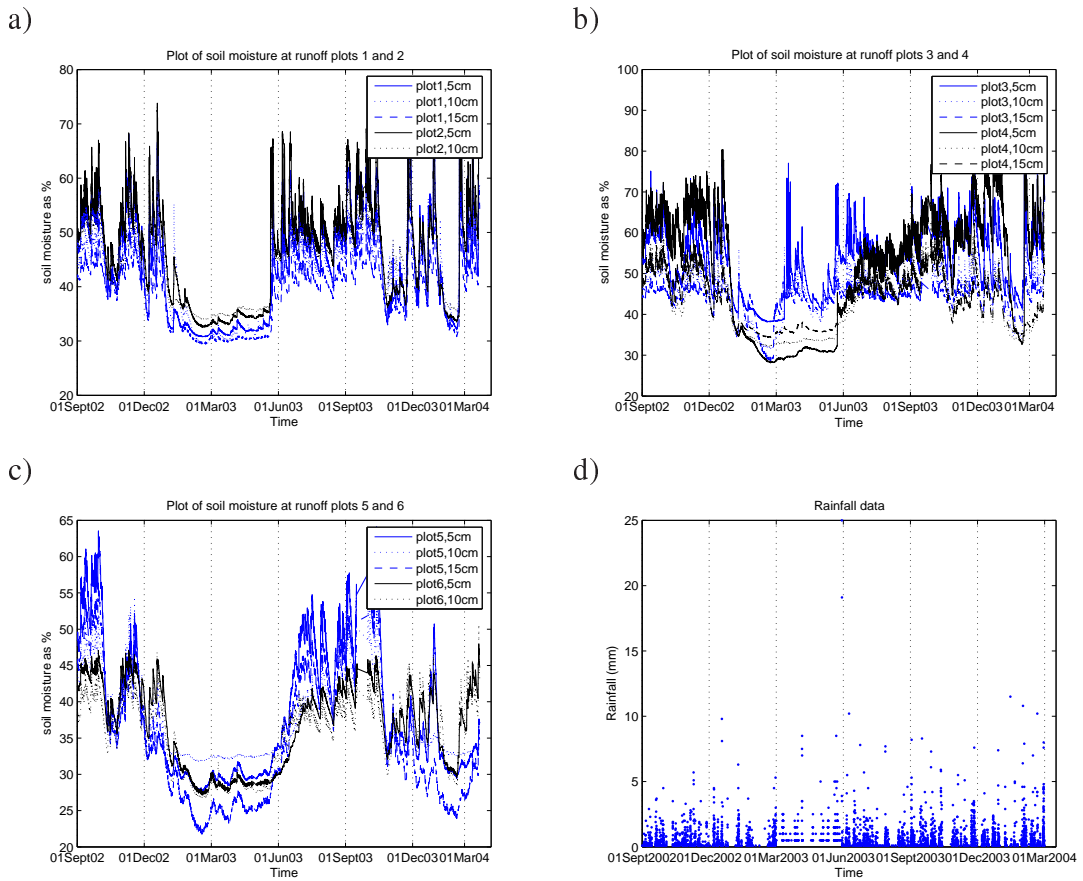 a)
Plot of soil moisture at runoff plots 1 and 2
80
70
60
50
40
30
20
soil moisture as %
plot1,5cm
plot1,10cm
plot1,15cm
plot2,5cm
plot2,10cm
01Sept02 01Dec02 01Mar03 01Jun03 01Sept03 01Dec03 01Mar04
Time
b)
Plot of soil moisture at runoff plots 3 and 4
100
90
80
70
60
50
40
30
20
soil moisture as %
plot3,5cm
plot3,10cm
plot3,15cm
plot4,5cm
plot4,10cm
plot4,15cm
01Sept02 01Dec02 01Mar03 01Jun03 01Sept03 01Dec03 01Mar04
Time
c)
Plot of soil moisture at runoff plots 5 and 6
65
60
55
50
45
40
35
30
25
20
soil moisture as %
plot5,5cm
plot5,10cm
plot5,15cm
plot6,5cm
plot6,10cm
01Sept02 01Dec02 01Mar03 01Jun03 01Sept03 01Dec03 01Mar04
Time
d)
Rainfall data
25
20
15
10
5
0
Rainfall (mm)
01Sept2002 01Dec2002 01Mar2003 01Jun2003 01Sept2003 01Dec2003 01Mar2004
Time